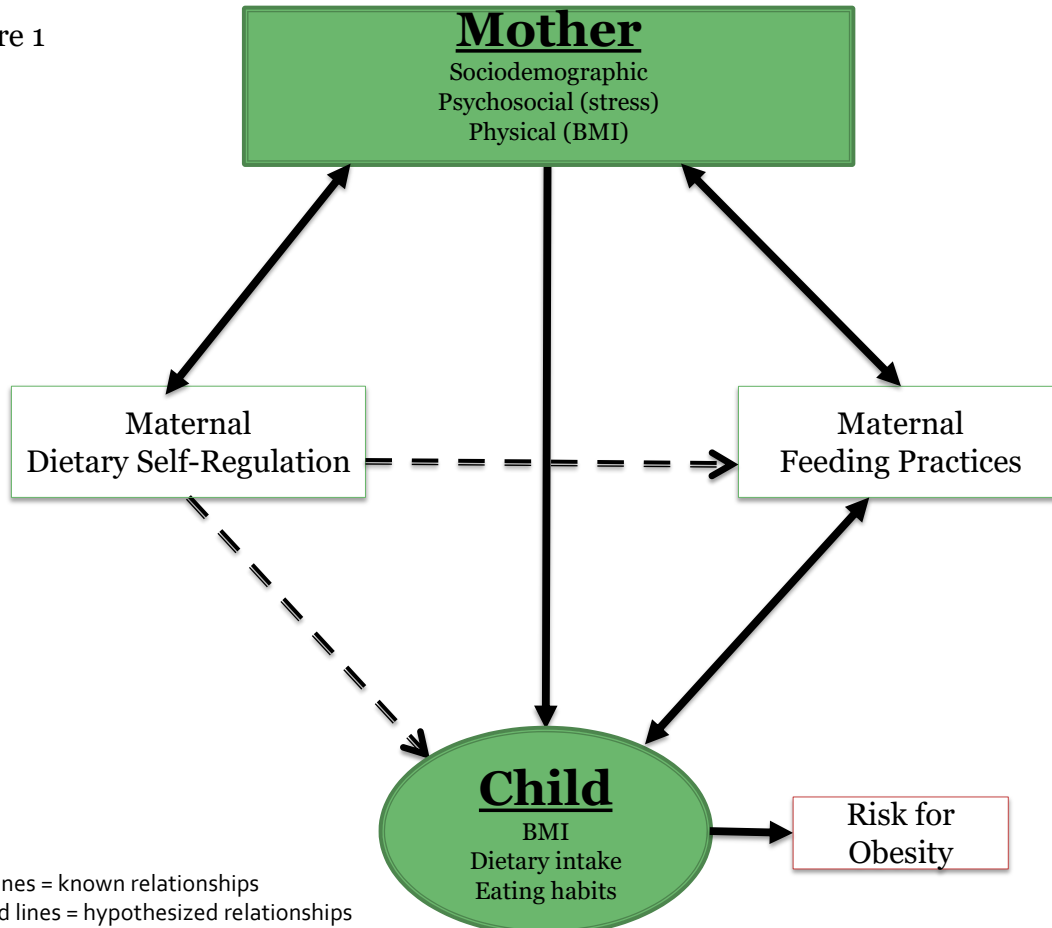 re 1
Mother
Sociodemographic
Psychosocial (stress)
Physical (BMI)
Maternal
Dietary Self-Regulation
Maternal
Feeding Practices
Child
BMI
Dietary intake
Eating habits
Risk for
Obesity
nes = known relationships
d lines = hypothesized relationships